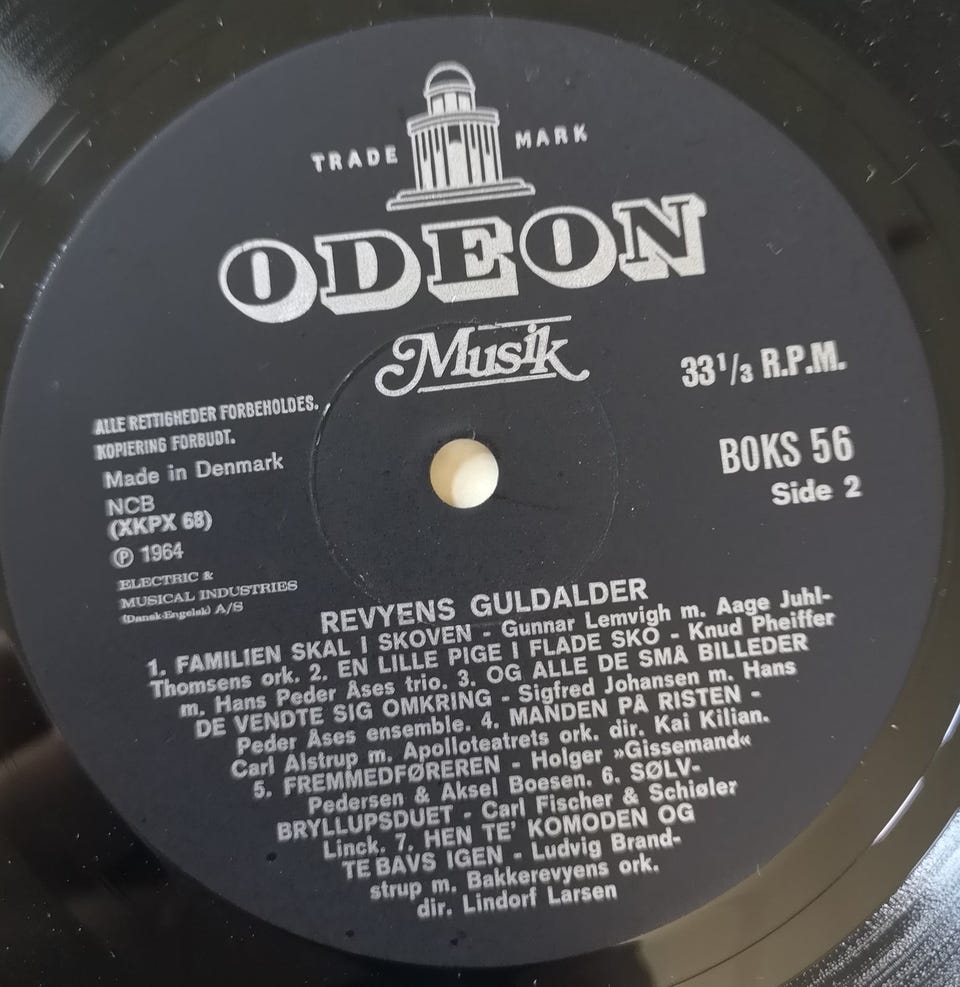 TRADE MARK
ODEON
Musik
33 1/3 R.P.M.
BOKS 56
Side 2
ALLE RETTIGHEDER FORBEHOLDES.
KOPIERING FORBUDT.
Made in Denmark
NCB
(XKPX 68)
℗ 1964
ELECTRIC &
MUSICAL INDUSTRIES
(Dansk-Engelsk) A/S
REVYENS GULDALDER
1. FAMILIEN SKAL I SKOVEN - Gunnar Lemvigh m. Aage Juhl-
Thomsens ork. 2. EN LILLE PIGE I FLADE SKO - Knud Pheiffer
m. Hans Peder Åses trio. 3. OG ALLE DE SMÅ BILLEDER
DE VENDTE SIG OMKRING - Sigfred Johansen m. Hans
Peder Åses ensemble. 4. MANDEN PÅ RISTEN -
Carl Alstrup m. Apolloteatrets ork. dir. Kai Kilian.
5. FREMMEDFØREREN - Holger »Gissemand«
Pedersen & Aksel Boesen. 6. SØLV-
BRYLLUPSDUET - Carl Fischer & Schiøler
Linck. 7. HEN TE' KOMODEN OG
TE BAVS IGEN - Ludvig Brand-
strup m. Bakkerevyens ork.
dir. Lindorf Larsen